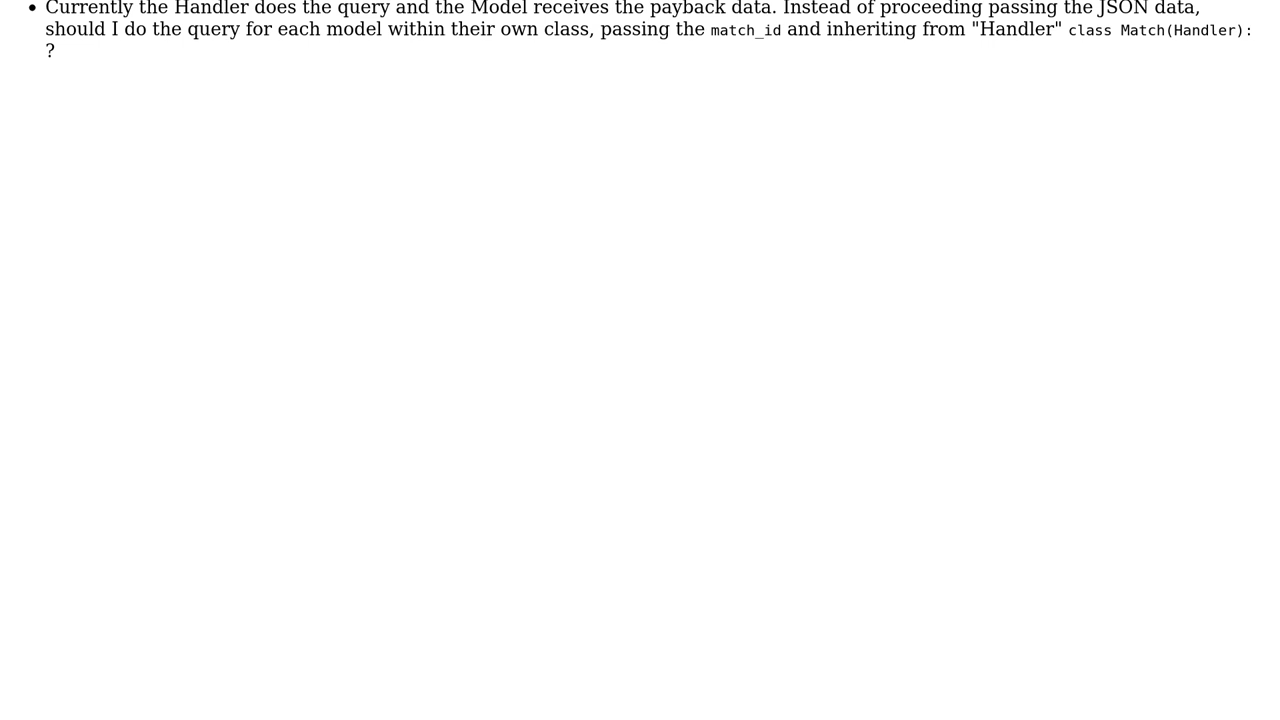 • Currently the Handler does the query and the Model receives the payback data. Instead of proceeding passing the JSON data,
should I do the query for each model within their own class, passing the match_id and inheriting from "Handler" class Match(Handler):
?